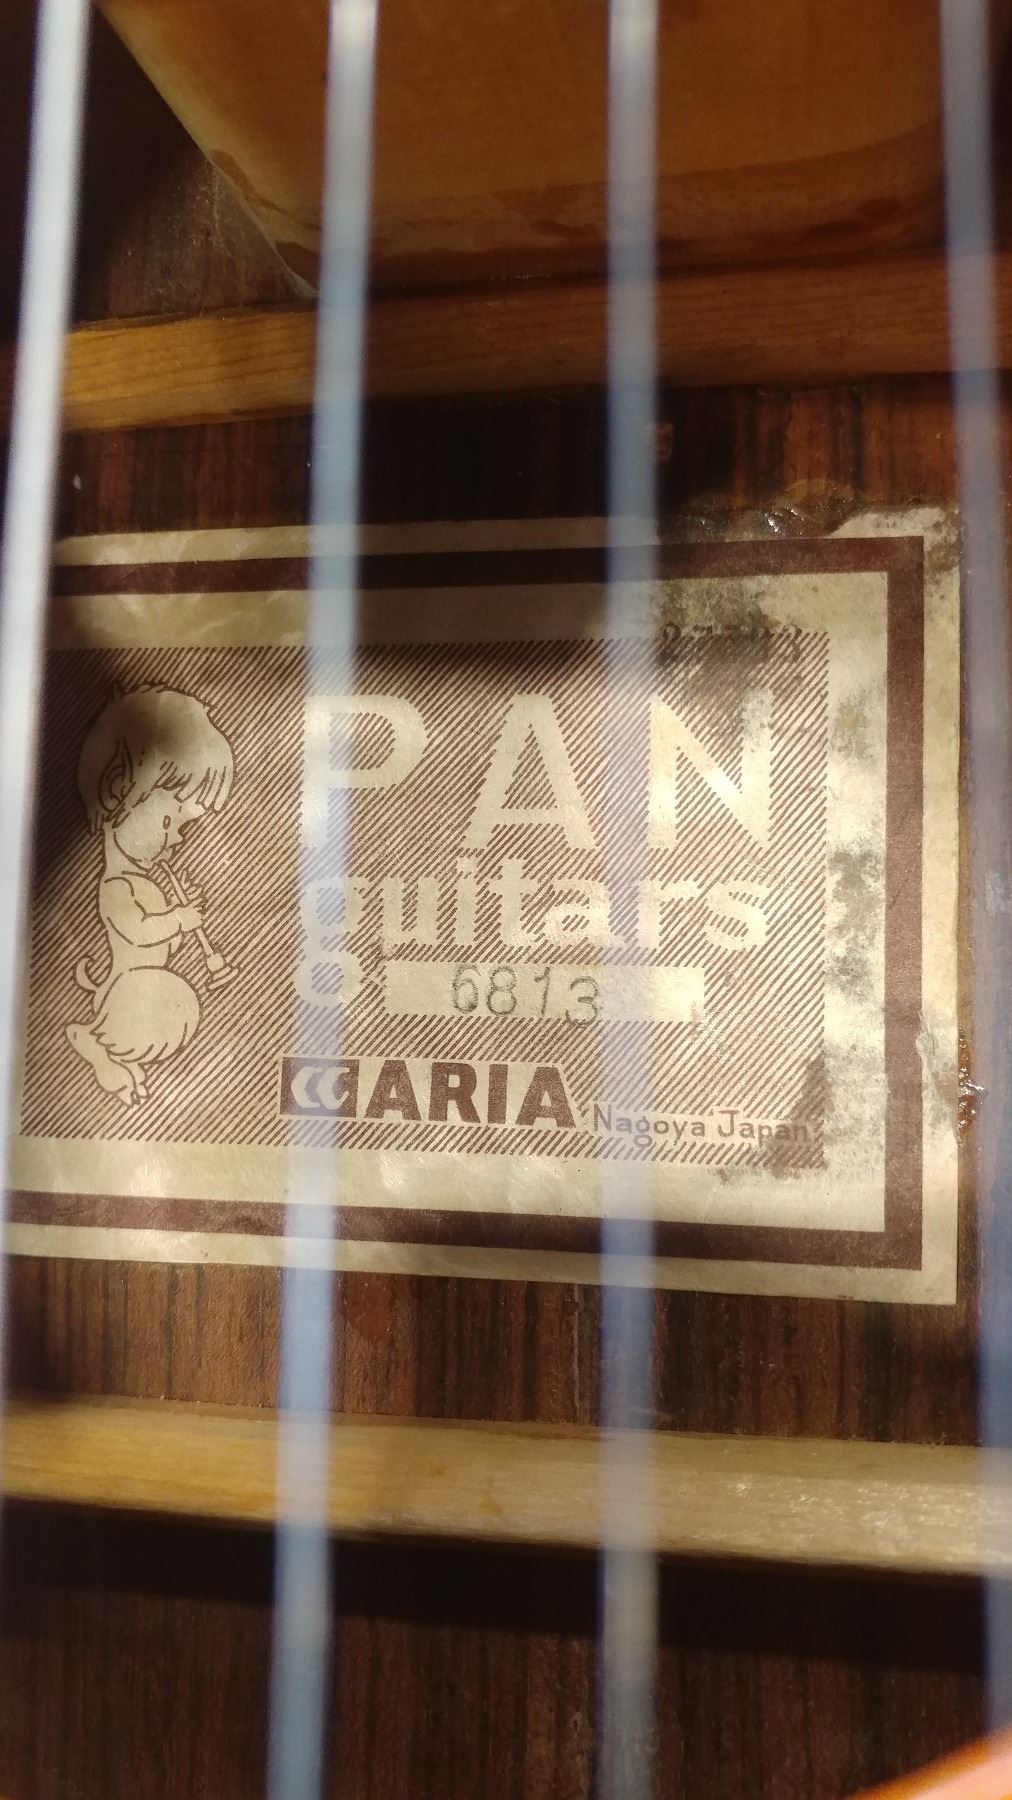 PAN
guitars
6813
ARIA Nagoya Japan